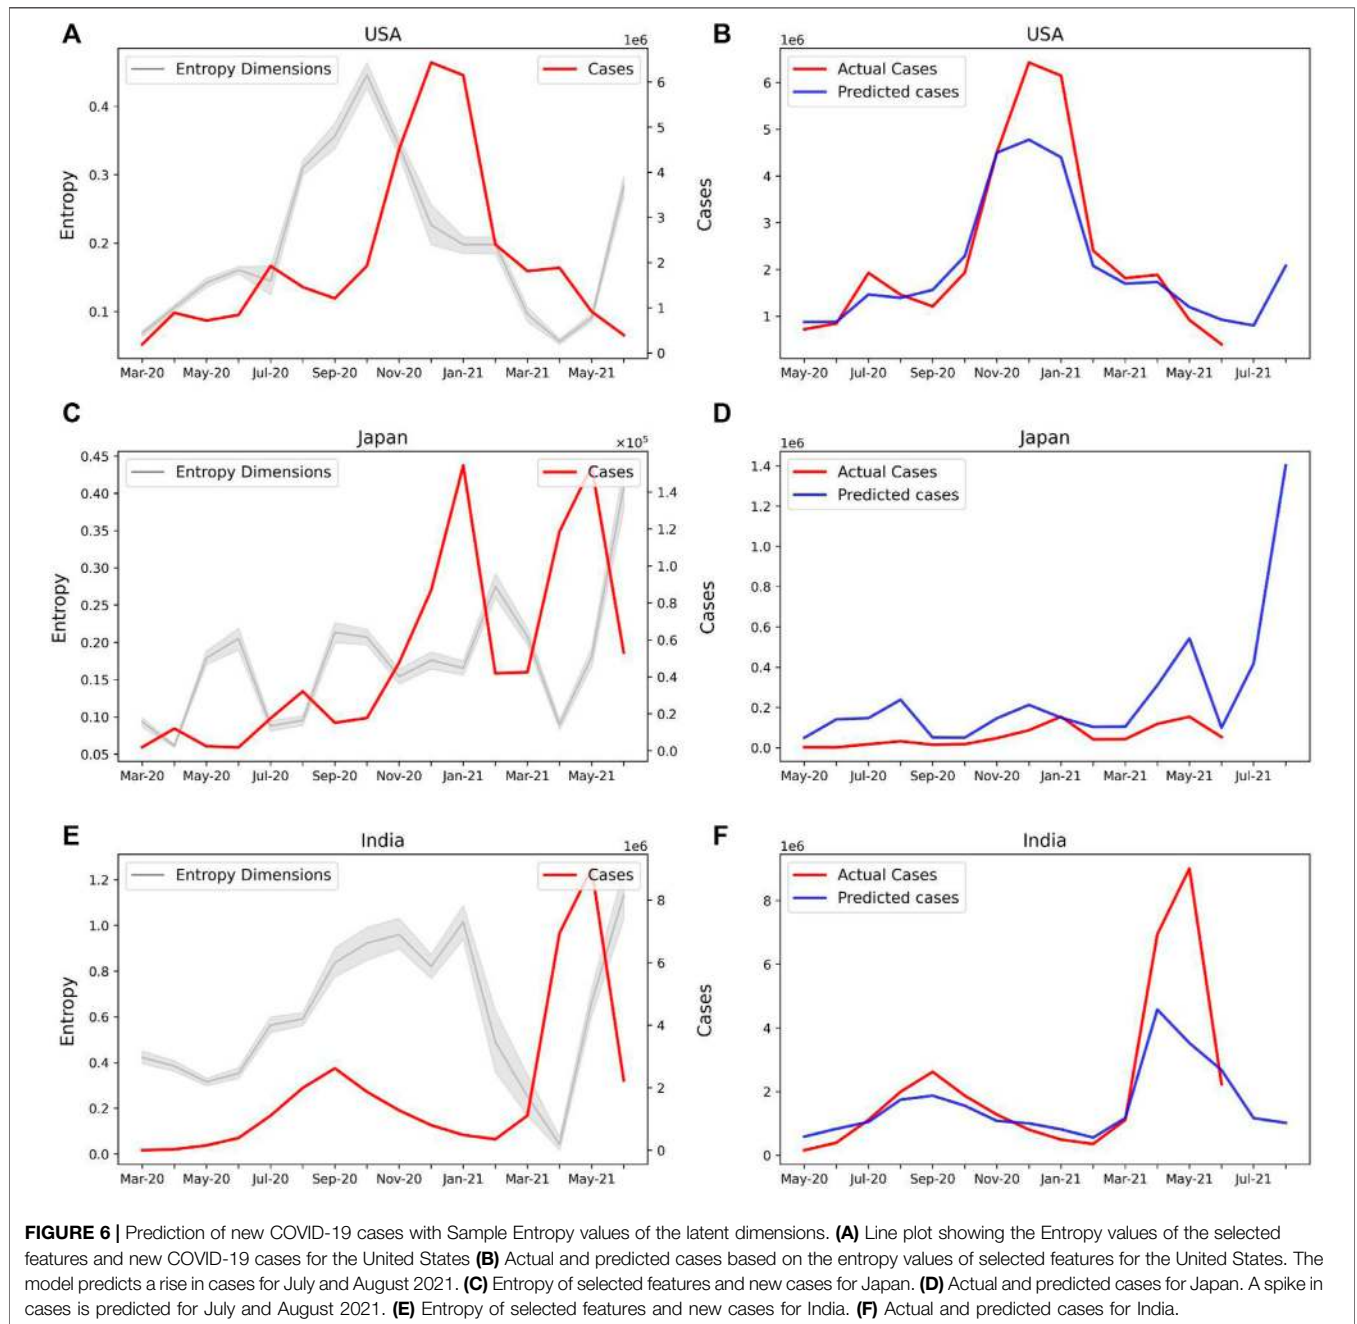 A
USA
1e6
Entropy Dimensions
Cases
0.4
0.3
0.2
0.1
Entropy
6
5
4
3
2
1
0
Cases
Mar-20 May-20 Jul-20 Sep-20 Nov-20 Jan-21 Mar-21 May-21
B
USA
1e6
Actual Cases
Predicted cases
6
5
4
3
2
1
May-20 Jul-20 Sep-20 Nov-20 Jan-21 Mar-21 May-21 Jul-21
C
Japan
×10⁵
Entropy Dimensions
Cases
0.45
0.40
0.35
0.30
0.25
0.20
0.15
0.10
0.05
Entropy
1.4
1.2
1.0
0.8
0.6
0.4
0.2
0.0
Cases
Mar-20 May-20 Jul-20 Sep-20 Nov-20 Jan-21 Mar-21 May-21
D
Japan
1e6
Actual Cases
Predicted cases
1.4
1.2
1.0
0.8
0.6
0.4
0.2
0.0
May-20 Jul-20 Sep-20 Nov-20 Jan-21 Mar-21 May-21 Jul-21
E
India
1e6
Entropy Dimensions
Cases
1.2
1.0
0.8
0.6
0.4
0.2
0.0
Entropy
8
6
4
2
0
Cases
Mar-20 May-20 Jul-20 Sep-20 Nov-20 Jan-21 Mar-21 May-21
F
India
1e6
Actual Cases
Predicted cases
8
6
4
2
0
May-20 Jul-20 Sep-20 Nov-20 Jan-21 Mar-21 May-21 Jul-21
FIGURE 6 | Prediction of new COVID-19 cases with Sample Entropy values of the latent dimensions. (A) Line plot showing the Entropy values of the selected
features and new COVID-19 cases for the United States (B) Actual and predicted cases based on the entropy values of selected features for the United States. The
model predicts a rise in cases for July and August 2021. (C) Entropy of selected features and new cases for Japan. (D) Actual and predicted cases for Japan. A spike in
cases is predicted for July and August 2021. (E) Entropy of selected features and new cases for India. (F) Actual and predicted cases for India.